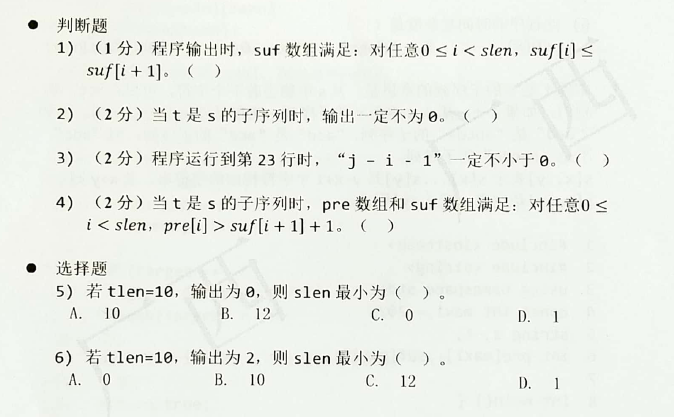 ● 判断题
1) （1 分）程序输出时，suf 数组满足：对任意0 ≤ i < slen，suf[i] ≤
suf[i + 1]。（ ）
2) （2 分）当 t 是 s 的子序列时，输出一定不为 0。（ ）
3) （2 分）程序运行到第 23 行时，“j – i - 1”一定不小于 0。（ ）
4) （2 分）当 t 是 s 的子序列时，pre 数组和 suf 数组满足：对任意0 ≤
i < slen，pre[i] > suf[i + 1] + 1。（ ）
● 选择题
5) 若 tlen=10，输出为 0，则 slen 最小为（ ）。
A. 10 B. 12 C. 0 D. 1
6) 若 tlen=10，输出为 2，则 slen 最小为（ ）。
A. 0 B. 10 C. 12 D. 1